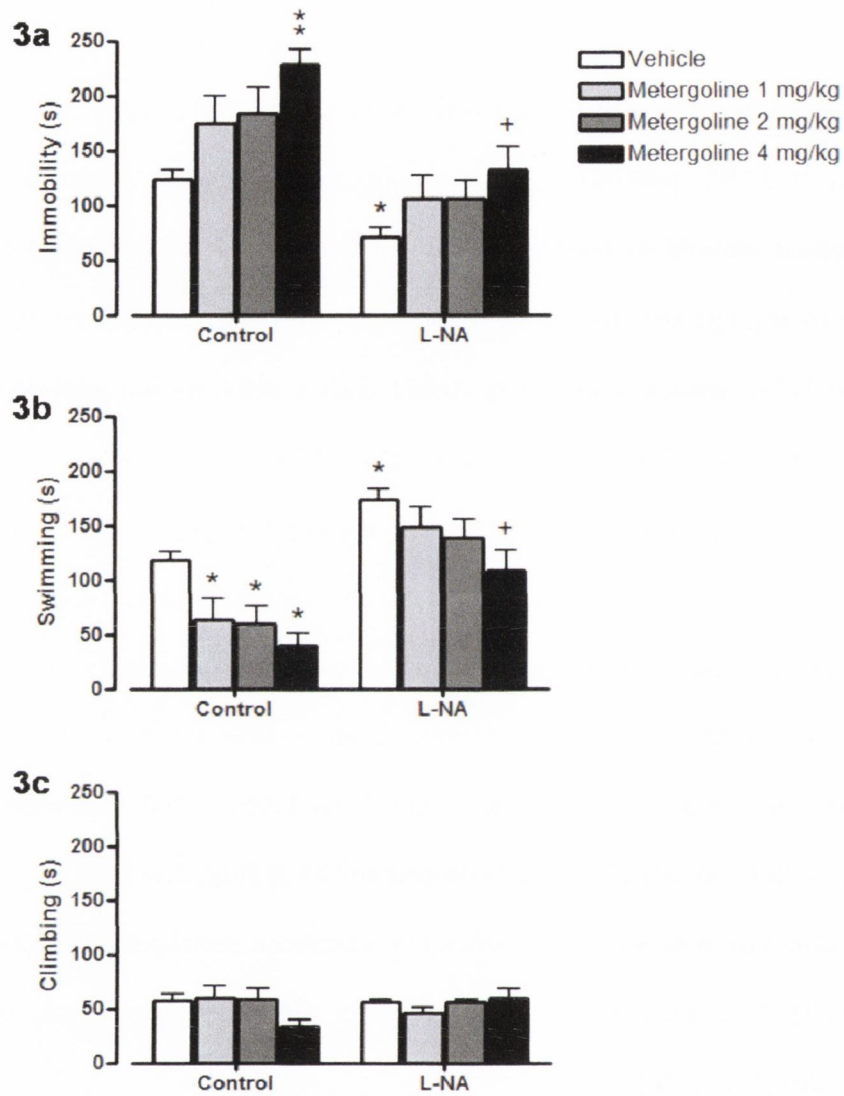 3a
Immobility (s)
250
200
150
100
50
0
*
*
*
+
Control L-NA
Vehicle
Metergoline 1 mg/kg
Metergoline 2 mg/kg
Metergoline 4 mg/kg
3b
Swimming (s)
250
200
150
100
50
0
* * *
*
+
Control L-NA
3c
Climbing (s)
250
200
150
100
50
0
Control L-NA